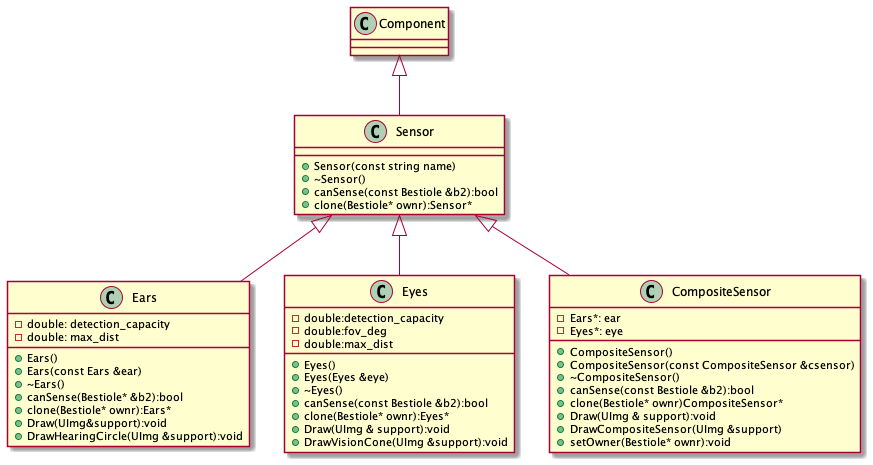 C Component
C Sensor
Sensor(const string name)
~Sensor()
canSense(const Bestiole &b2):bool
clone(Bestiole* ownr):Sensor*
C Ears
double: detection_capacity
double: max_dist
Ears()
Ears(const Ears &ear)
~Ears()
canSense(Bestiole* &b2):bool
clone(Bestiole* ownr):Ears*
Draw(UImg&support):void
DrawHearingCircle(UImg &support):void
C Eyes
double:detection_capacity
double:fov_deg
double:max_dist
Eyes()
Eyes(Eyes &eye)
~Eyes()
canSense(const Bestiole &b2):bool
clone(Bestiole* ownr):Eyes*
Draw(UImg & support):void
DrawVisionCone(UImg &support):void
C CompositeSensor
Ears*: ear
Eyes*: eye
CompositeSensor()
CompositeSensor(const CompositeSensor &csensor)
~CompositeSensor()
canSense(const Bestiole &b2):bool
clone(Bestiole* ownr)CompositeSensor*
Draw(UImg & support):void
DrawCompositeSensor(UImg &support)
setOwner(Bestiole* ownr):void